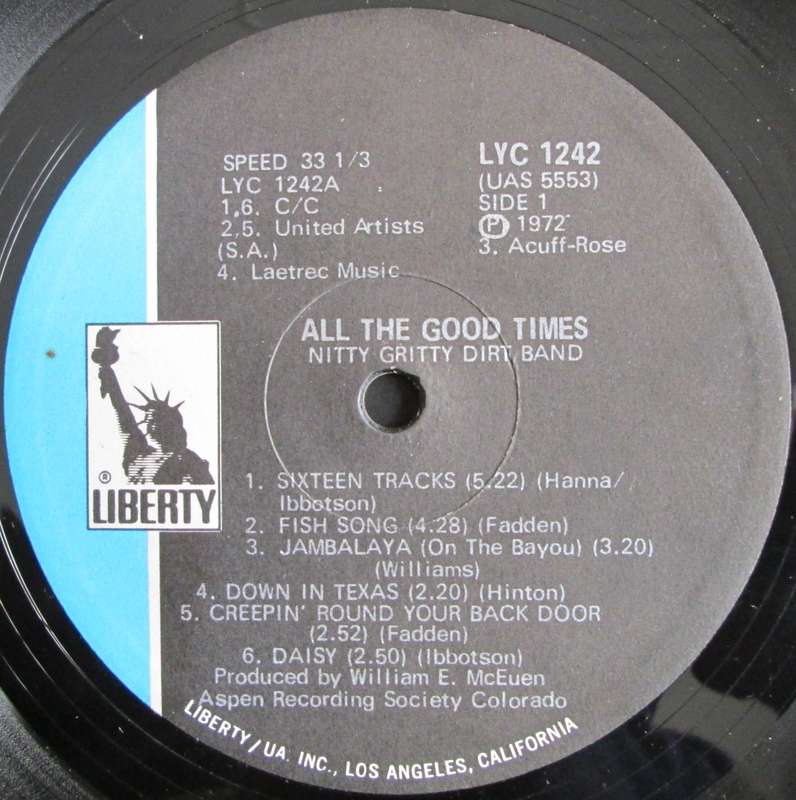 SPEED 33 1/3
LYC 1242A
1,6. C/C
2,5. United Artists
(S.A.)
4. Laetrec Music
LYC 1242
(UAS 5553)
SIDE 1
Ⓟ 1972
3. Acuff-Rose
ALL THE GOOD TIMES
NITTY GRITTY DIRT BAND
® 
LIBERTY
1. SIXTEEN TRACKS (5.22) (Hanna/
Ibbotson)
2. FISH SONG (4.28) (Fadden)
3. JAMBALAYA (On The Bayou) (3.20)
(Williams)
4. DOWN IN TEXAS (2.20) (Hinton)
5. CREEPIN' ROUND YOUR BACK DOOR
(2.52) (Fadden)
6. DAISY (2.50) (Ibbotson)
Produced by William E. McEuen
Aspen Recording Society Colorado
LIBERTY/UA. INC., LOS ANGELES, CALIFORNIA